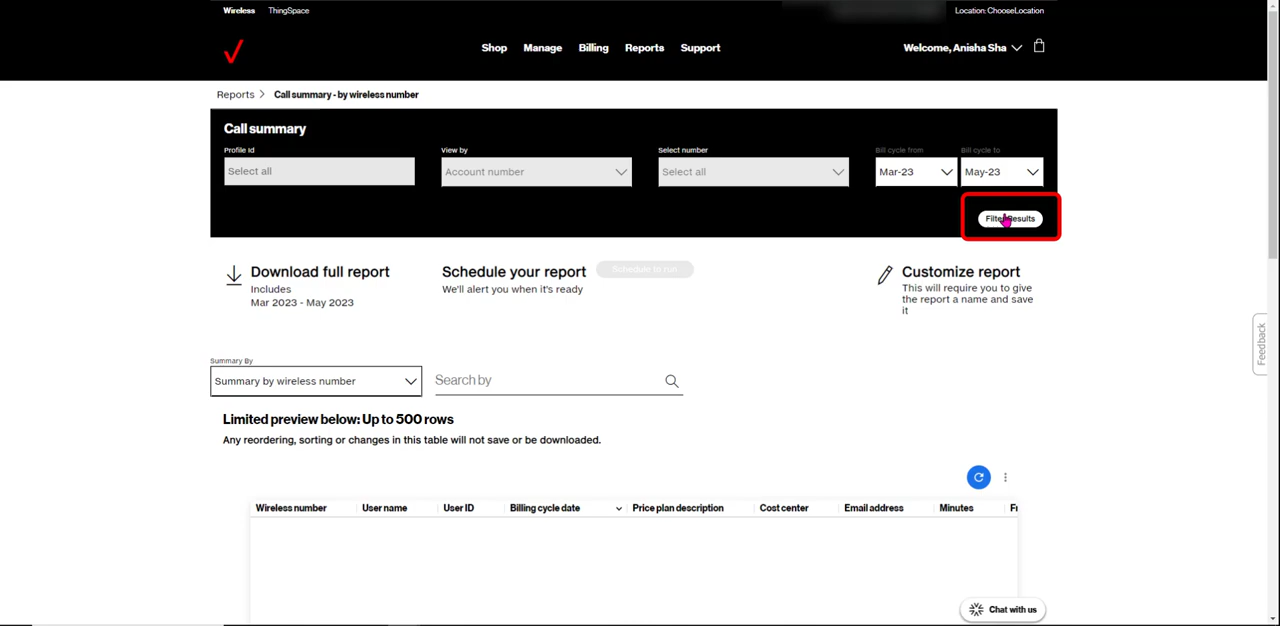 Wireless ThingSpace Location: ChooseLocation
Shop Manage Billing Reports Support Welcome, Anisha Sha
Reports > Call summary - by wireless number
Call summary
Profile Id View by Select number Bill cycle from Bill cycle to
Select all Account number Select all Mar-23 May-23
Filter Results
Download full report
Includes
Mar 2023 - May 2023
Schedule your report Schedule to run
We'll alert you when it's ready
Customize report
This will require you to give
the report a name and save
it
Feedback
Summary By
Summary by wireless number Search by
Limited preview below: Up to 500 rows
Any reordering, sorting or changes in this table will not save or be downloaded.
Wireless number User name User ID Billing cycle date Price plan description Cost center Email address Minutes
Chat with us